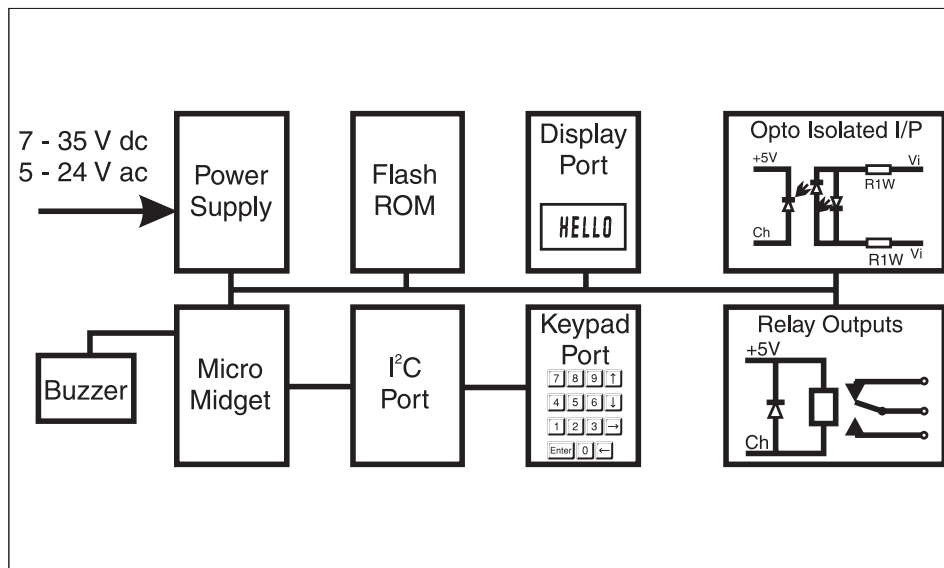 7 - 35 V dc
5 - 24 V ac
Power
Supply
Flash
ROM
Display
Port
HELLO
Opto Isolated I/P
+5V
Vi
R1W
Ch
R1W
Vi
Buzzer
Micro
Midget
I²C
Port
Keypad
Port
7 8 9 ↑
4 5 6 ↓
1 2 3 →
Enter 0 ←
Relay Outputs
+5V
Ch